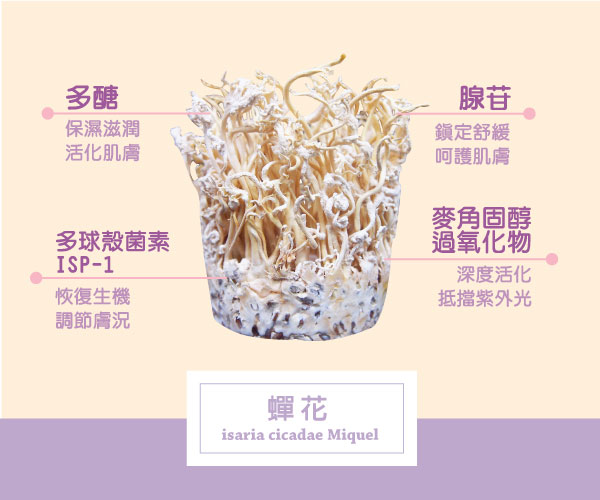 多醣
保濕滋潤
活化肌膚
腺苷
鎮定舒緩
呵護肌膚
多球殼菌素
ISP-1
恢復生機
調節膚況
麥角固醇
過氧化物
深度活化
抵擋紫外光
蟬花
isaria cicadae Miquel